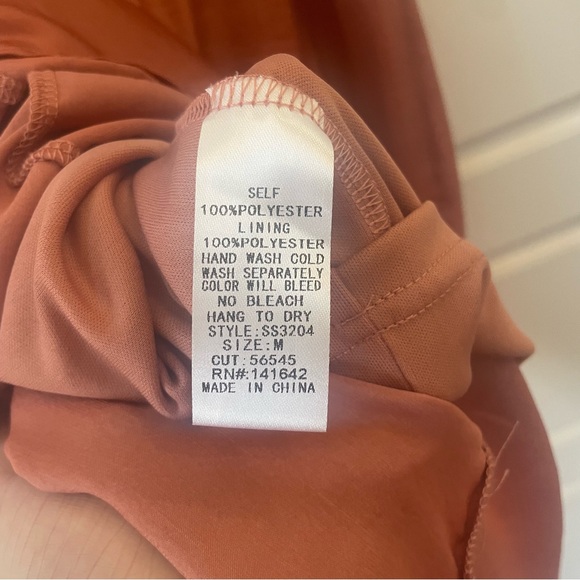 SELF
100%POLYESTER
LINING
100%POLYESTER
HAND WASH COLD
WASH SEPARATELY
COLOR WILL BLEED
NO BLEACH
HANG TO DRY
STYLE:SS3204
SIZE:M
CUT:56545
RN#:141642
MADE IN CHINA